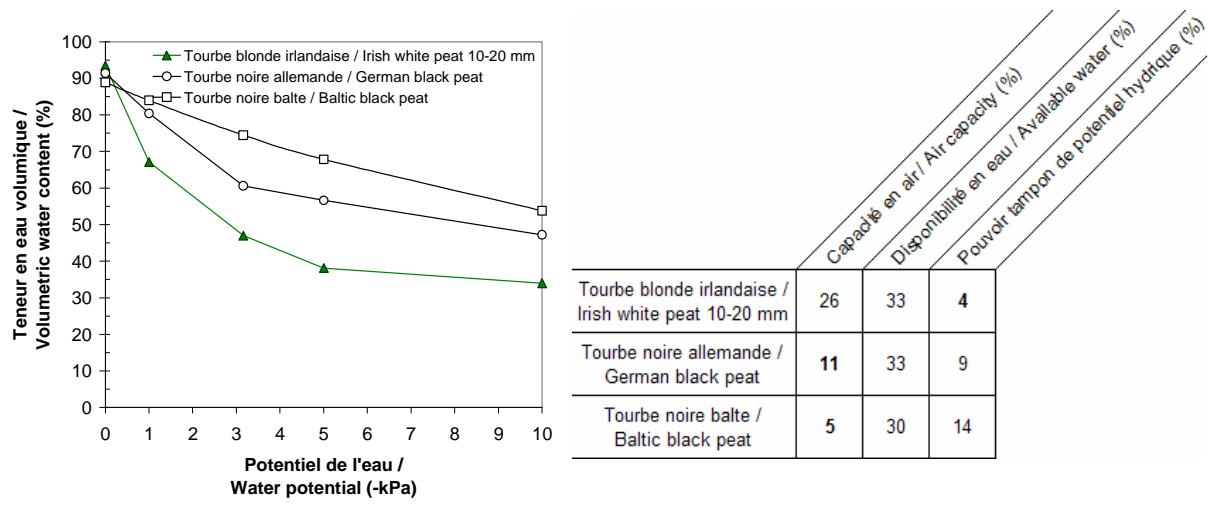 Teneur en eau volumique /
Volumetric water content (%)
100
90
80
70
60
50
40
30
20
10
0
Tourbe blonde irlandaise / Irish white peat 10-20 mm
Tourbe noire allemande / German black peat
Tourbe noire balte / Baltic black peat
0 1 2 3 4 5 6 7 8 9 10
Potentiel de l'eau /
Water potential (-kPa)
Capacité en air / Air capacity (%)
Disponibilité en eau / Available water (%)
Pouvoir tampon de potentiel hydrique (%)
Tourbe blonde irlandaise /
Irish white peat 10-20 mm
26 33 4
Tourbe noire allemande /
German black peat
11 33 9
Tourbe noire balte /
Baltic black peat
5 30 14